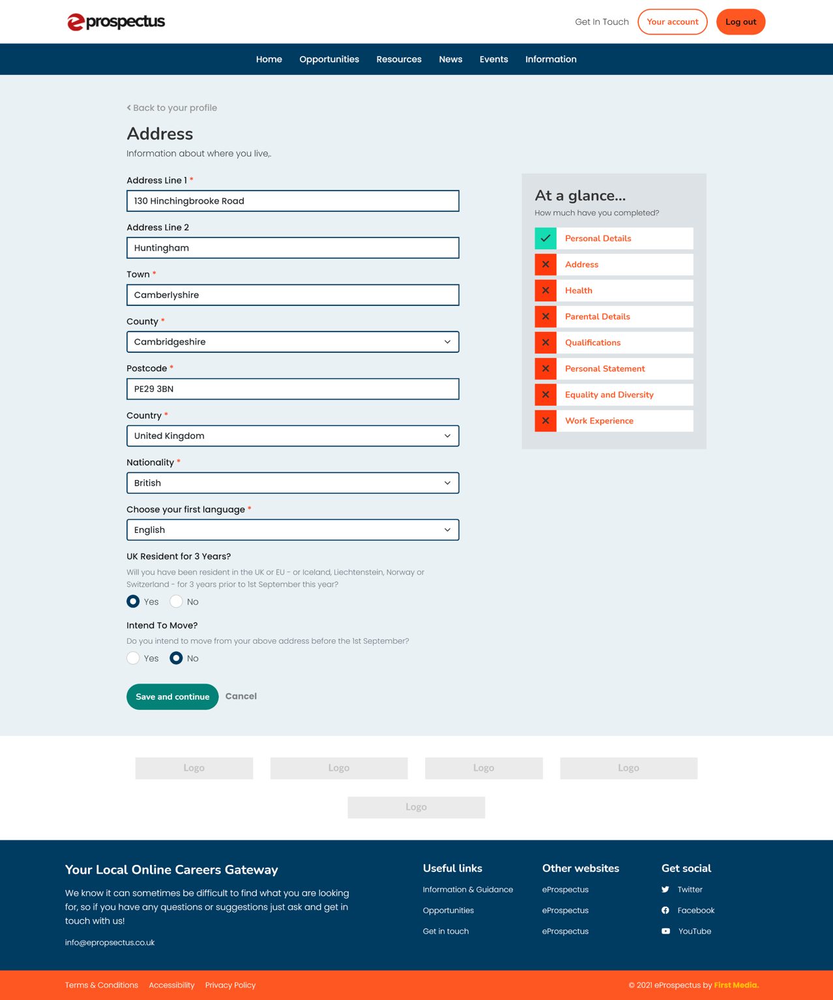 eprospectus
Get In Touch
Your account
Log out
Home
Opportunities
Resources
News
Events
Information
Back to your profile
Address
Information about where you live,.
Address Line 1 *
130 Hinchingbrooke Road
Address Line 2
Huntingham
Town *
Camberlyshire
County *
Cambridgeshire
Postcode *
PE29 3BN
Country *
United Kingdom
Nationality *
British
Choose your first language *
English
UK Resident for 3 Years?
Will you have been resident in the UK or EU - or Iceland, Liechtenstein, Norway or
Switzerland - for 3 years prior to 1st September this year?
Yes
No
Intend To Move?
Do you intend to move from your above address before the 1st September?
Yes
No
Save and continue
Cancel
At a glance...
How much have you completed?
Personal Details
Address
Health
Parental Details
Qualifications
Personal Statement
Equality and Diversity
Work Experience
Logo
Logo
Logo
Logo
Logo
Your Local Online Careers Gateway
We know it can sometimes be difficult to find what you are looking
for, so if you have any questions or suggestions just ask and get in
touch with us!
info@epropsectus.co.uk
Useful links
Information & Guidance
Opportunities
Get in touch
Other websites
eProspectus
eProspectus
eProspectus
Get social
Twitter
Facebook
YouTube
Terms & Conditions
Accessibility
Privacy Policy
© 2021 eProspectus by First Media.